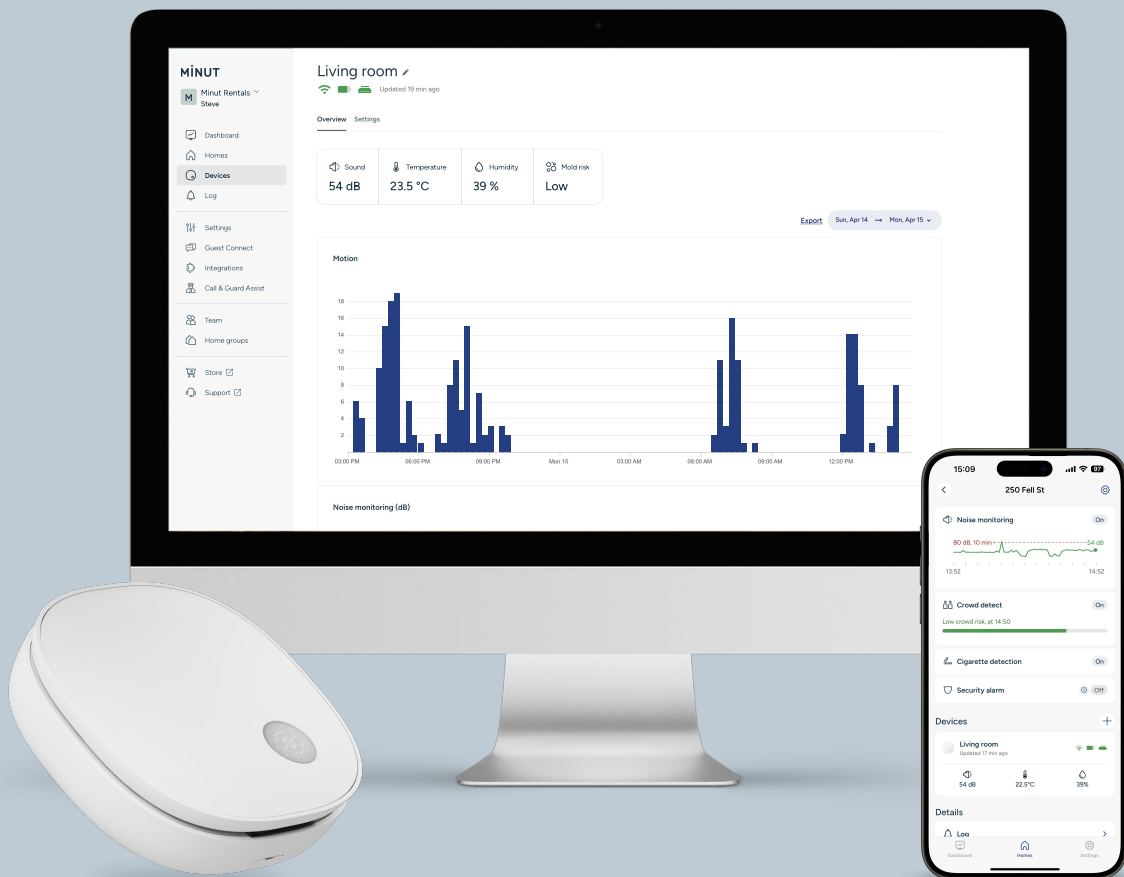 MINUT
M
Minut Rentals
Steve
Dashboard
Homes
Devices
Log
Settings
Guest Connect
Integrations
Call & Guard Assist
Team
Home groups
Store
Support
Living room
Updated 19 min ago
Overview Settings
Sound Temperature Humidity Mold risk
54 dB 23.5 °C 39 % Low
Export Sun, Apr 14 → Mon, Apr 15
Motion
18
16
14
12
10
8
6
4
2
03:00 PM 06:00 PM 09:00 PM Mon 15 03:00 AM 06:00 AM 09:00 AM 12:00 PM
Noise monitoring (dB)
15:09 97
250 Fell St
Noise monitoring On
80 dB, 10 min 54 dB
13:52 14:52
Crowd detect On
Low crowd risk, at 14:50
Cigarette detection On
Security alarm Off
Devices
Living room
Updated 17 min ago
54 dB 22.5°C 39%
Details
Log
Dashboard Homes Settings